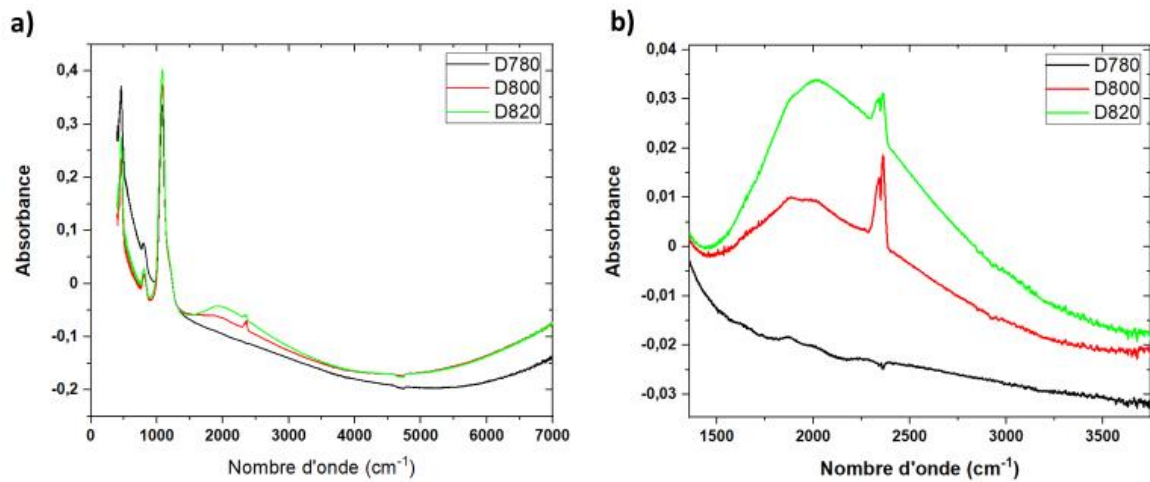 a)
Absorbance
0,4
0,3
0,2
0,1
0
-0,1
-0,2
0 1000 2000 3000 4000 5000 6000 7000
Nombre d'onde (cm-1)
D780
D800
D820
b)
Absorbance
0,04
0,03
0,02
0,01
0
-0,01
-0,02
-0,03
1500 2000 2500 3000 3500
Nombre d'onde (cm-1)
D780
D800
D820